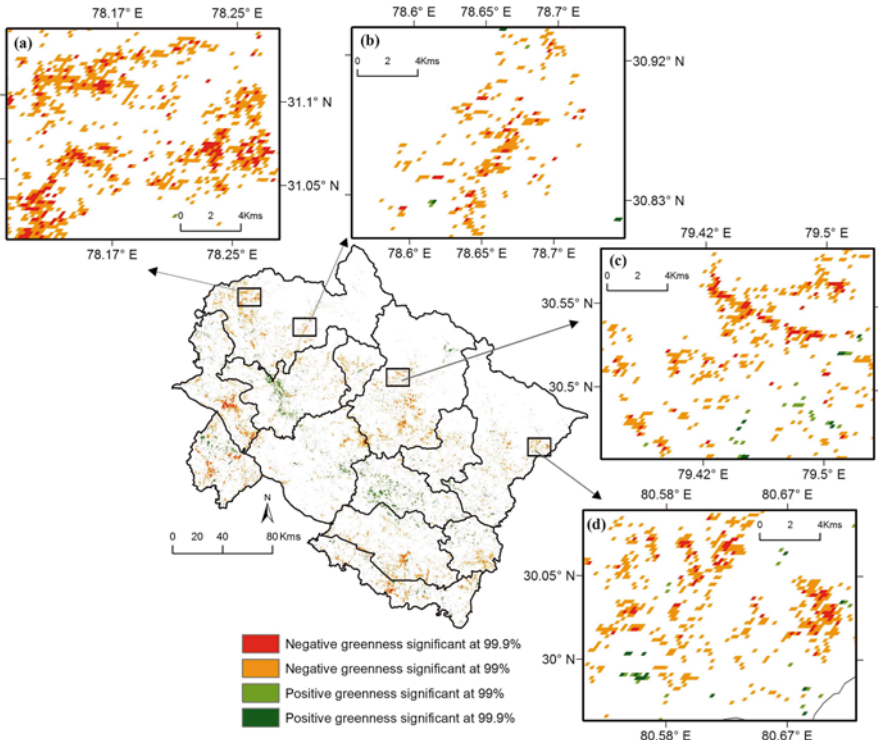 78.17° E 78.25° E
(a)
31.1° N
31.05° N
0 2 4Kms
78.17° E 78.25° E
78.6° E 78.65° E 78.7° E
(b)
0 2 4Kms
30.92° N
30.83° N
78.6° E 78.65° E 78.7° E
79.42° E 79.5° E
(c)
0 2 4Kms
30.55° N
30.5° N
79.42° E 79.5° E
N
0 20 40 80 Kms
80.58° E 80.67° E
(d)
0 2 4Kms
30.05° N
30° N
80.58° E 80.67° E
Negative greenness significant at 99.9%
Negative greenness significant at 99%
Positive greenness significant at 99%
Positive greenness significant at 99.9%